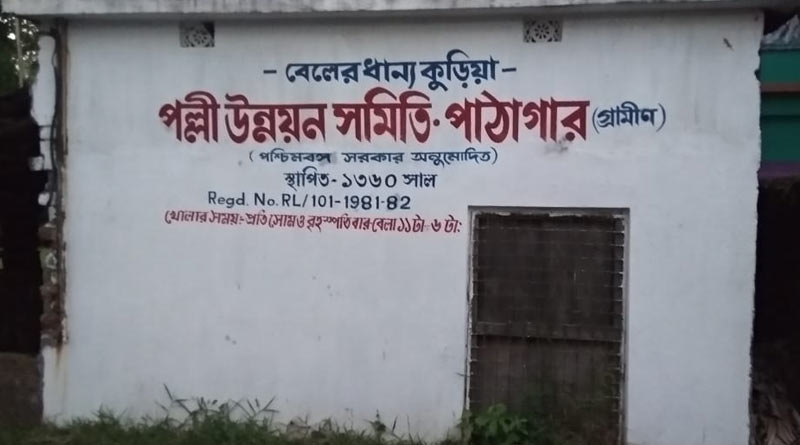 - বেলের ধান্য কুড়িয়া -
পল্লী উন্নয়ন সমিতি· পাঠাগার (গ্রামীণ)
(পশ্চিমবঙ্গ সরকার অনুমোদিত)
স্থাপিত- ১৩৬০ সাল
Regd. No. RL/101-1981-82
খোলার সময়:- প্রতি সোম ও বৃহস্পতি বার বেলা ১১টা- ৬ টা: